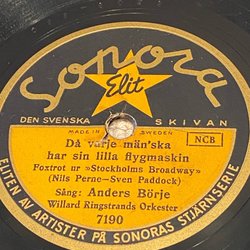 Sonora
Elit
DEN SVENSKA SKIVAN
MADE IN SWEDEN
NCB
Då varje män'ska
har sin lilla flygmaskin
Foxtrot ur »Stockholms Broadway»
(Nils Perne—Sven Paddock)
Sång: Anders Börje
Willard Ringstrands Orkester
7190
ELITEN AV ARTISTER PÅ SONORAS STJÄRNSERIE